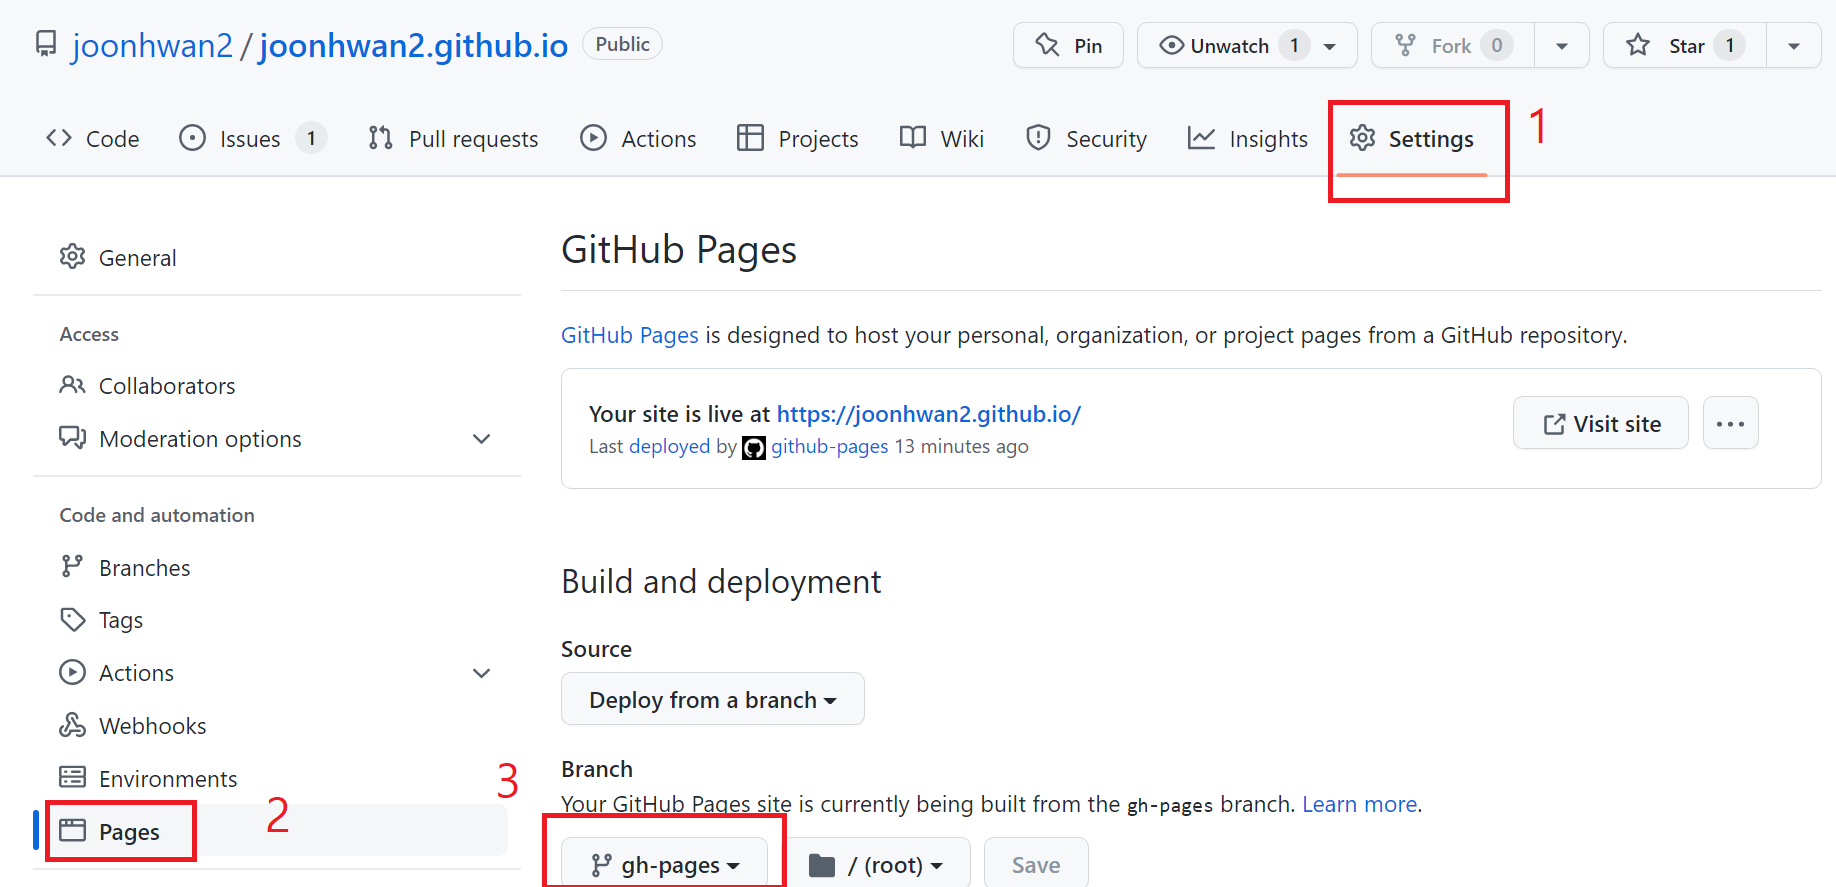 joonhwan2 / joonhwan2.github.io Public Pin Unwatch 1 Fork 0 Star 1
Code Issues 1 Pull requests Actions Projects Wiki Security Insights Settings 1
General
Access
Collaborators
Moderation options
Code and automation
Branches
Tags
Actions
Webhooks
Environments
Pages 2
GitHub Pages
GitHub Pages is designed to host your personal, organization, or project pages from a GitHub repository.
Your site is live at https://joonhwan2.github.io/
Last deployed by github-pages 13 minutes ago
Visit site
Build and deployment
Source
Deploy from a branch
Branch
Your GitHub Pages site is currently being built from the gh-pages branch. Learn more.
3
gh-pages / (root) Save